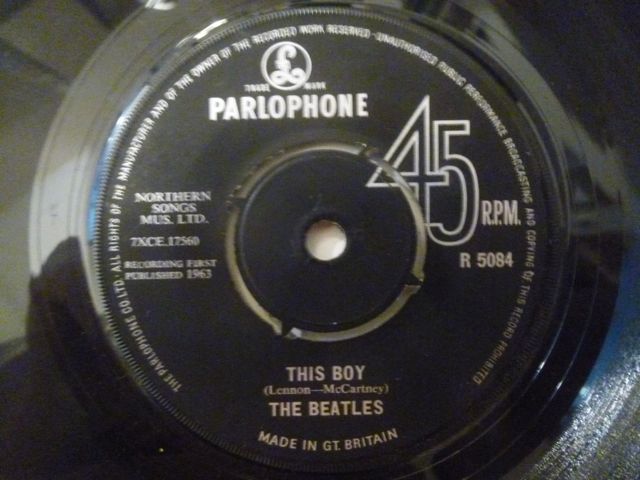 THE PARLOPHONE CO LTD. ALL RIGHTS OF THE MANUFACTURER AND OF THE OWNER OF THE RECORDED WORK RESERVED · UNAUTHORISED PUBLIC PERFORMANCE BROADCASTING AND COPYING OF THIS RECORD PROHIBITED
£
TRADE MARK
PARLOPHONE
45
R.P.M.
R 5084
NORTHERN
SONGS
MUS. LTD.
7XCE.17560
RECORDING FIRST
PUBLISHED 1963
THIS BOY
(Lennon—McCartney)
THE BEATLES
MADE IN GT. BRITAIN